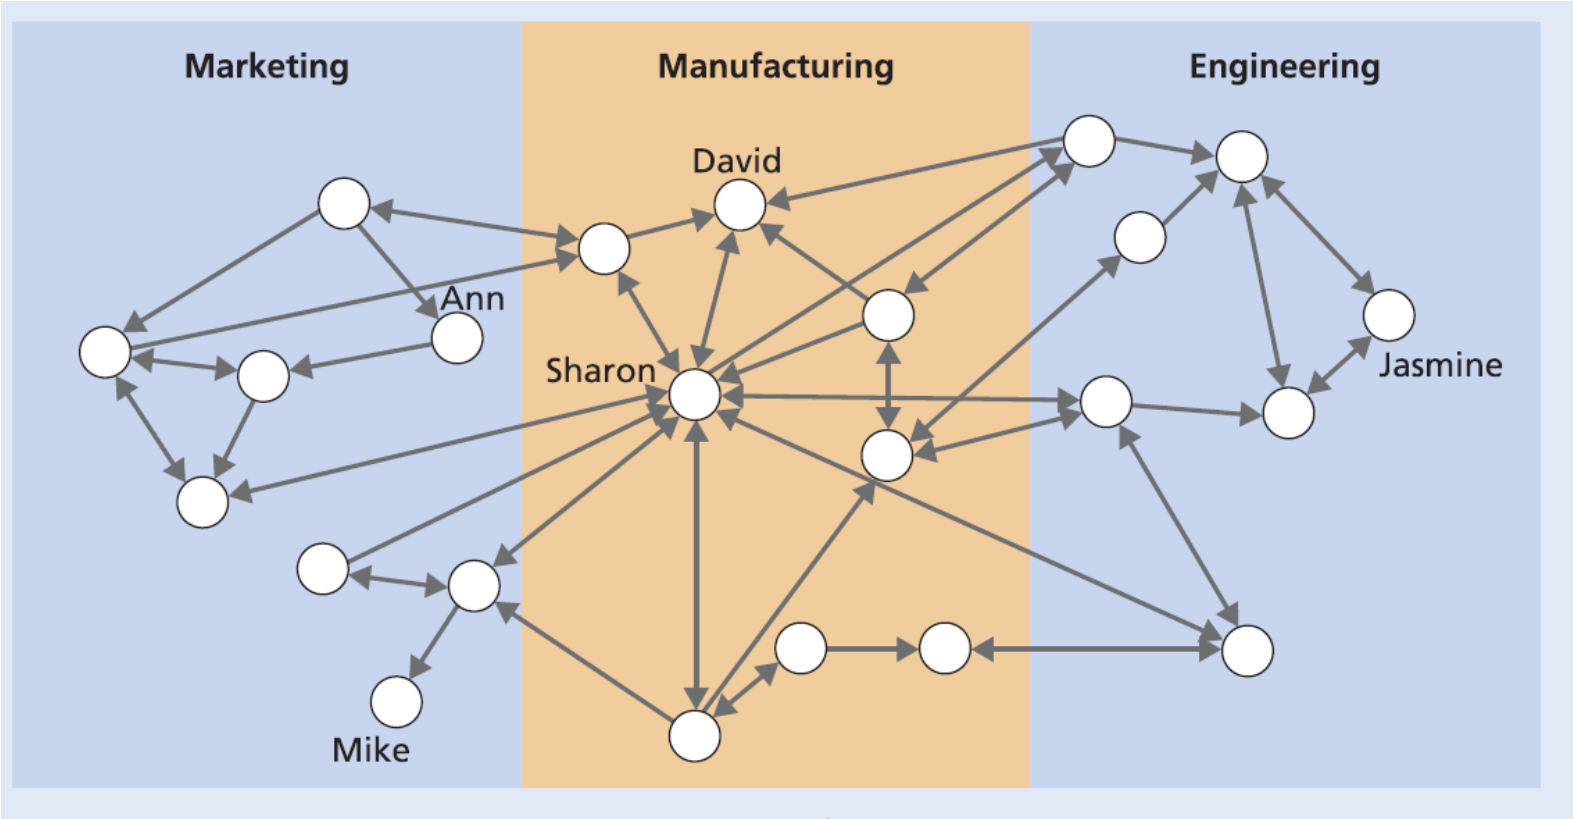 Marketing
Manufacturing
Engineering
David
Ann
Sharon
Jasmine
Mike